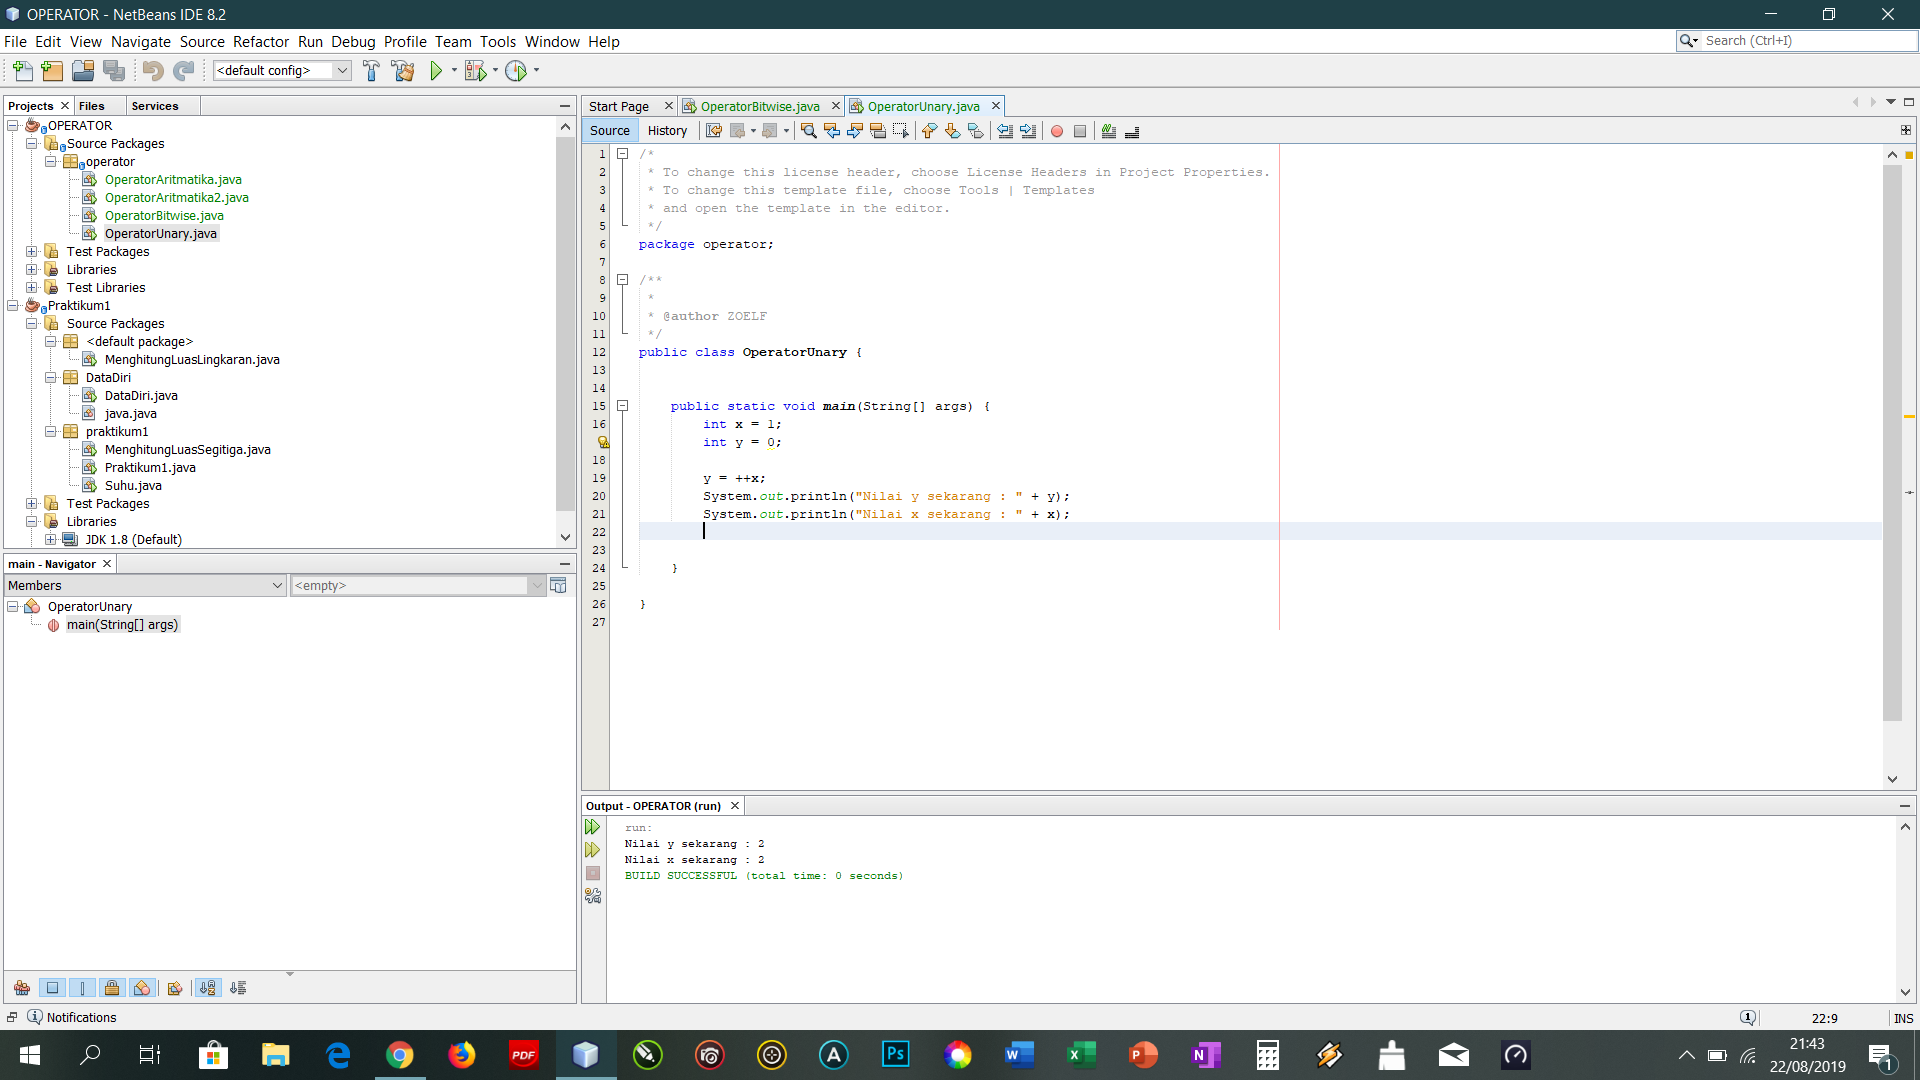 OPERATOR - NetBeans IDE 8.2
File Edit View Navigate Source Refactor Run Debug Profile Team Tools Window Help
Search (Ctrl+I)
<default config>
Projects Files Services
OPERATOR
Source Packages
operator
OperatorAritmatika.java
OperatorAritmatika2.java
OperatorBitwise.java
OperatorUnary.java
Test Packages
Libraries
Test Libraries
Praktikum1
Source Packages
<default package>
MenghitungLuasLingkaran.java
DataDiri
DataDiri.java
java.java
praktikum1
MenghitungLuasSegitiga.java
Praktikum1.java
Suhu.java
Test Packages
Libraries
JDK 1.8 (Default)
main - Navigator
Members <empty>
OperatorUnary
main(String[] args)
Start Page OperatorBitwise.java OperatorUnary.java
Source History
1 /*
2 * To change this license header, choose License Headers in Project Properties.
3 * To change this template file, choose Tools | Templates
4 * and open the template in the editor.
5 */
6 package operator;
7
8 /**
9 *
10 * @author ZOELF
11 */
12 public class OperatorUnary {
13
14
15 public static void main(String[] args) {
16 int x = 1;
int y = 0;
18
19 y = ++x;
20 System.out.println("Nilai y sekarang : " + y);
21 System.out.println("Nilai x sekarang : " + x);
22
23
24 }
25
26 }
27
Output - OPERATOR (run)
run:
Nilai y sekarang : 2
Nilai x sekarang : 2
BUILD SUCCESSFUL (total time: 0 seconds)
Notifications
22:9 INS
PDF
A
Ps
W
X
P
N
21:43
22/08/2019
1